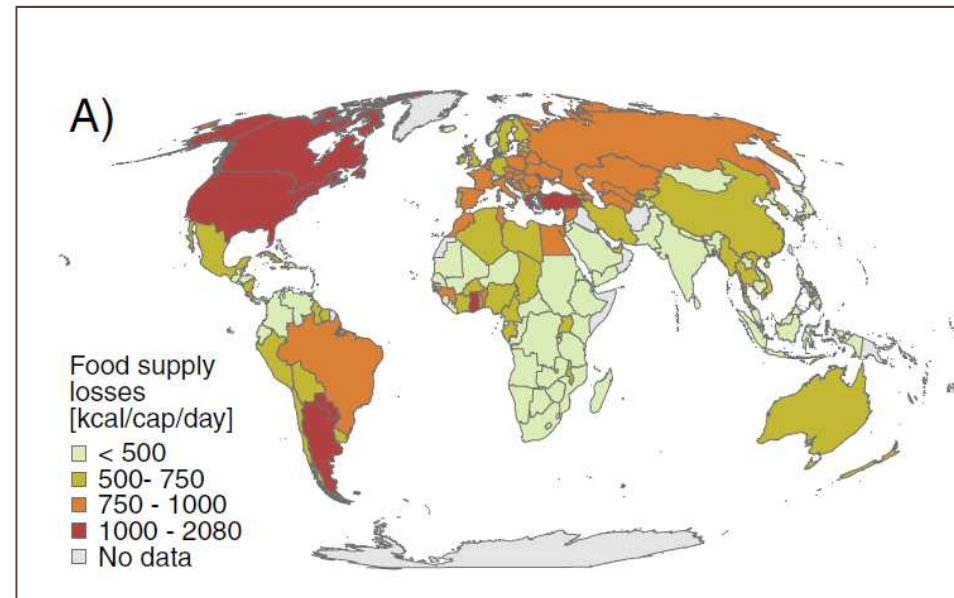 A)
Food supply
losses
[kcal/cap/day]
< 500
500- 750
750 - 1000
1000 - 2080
No data